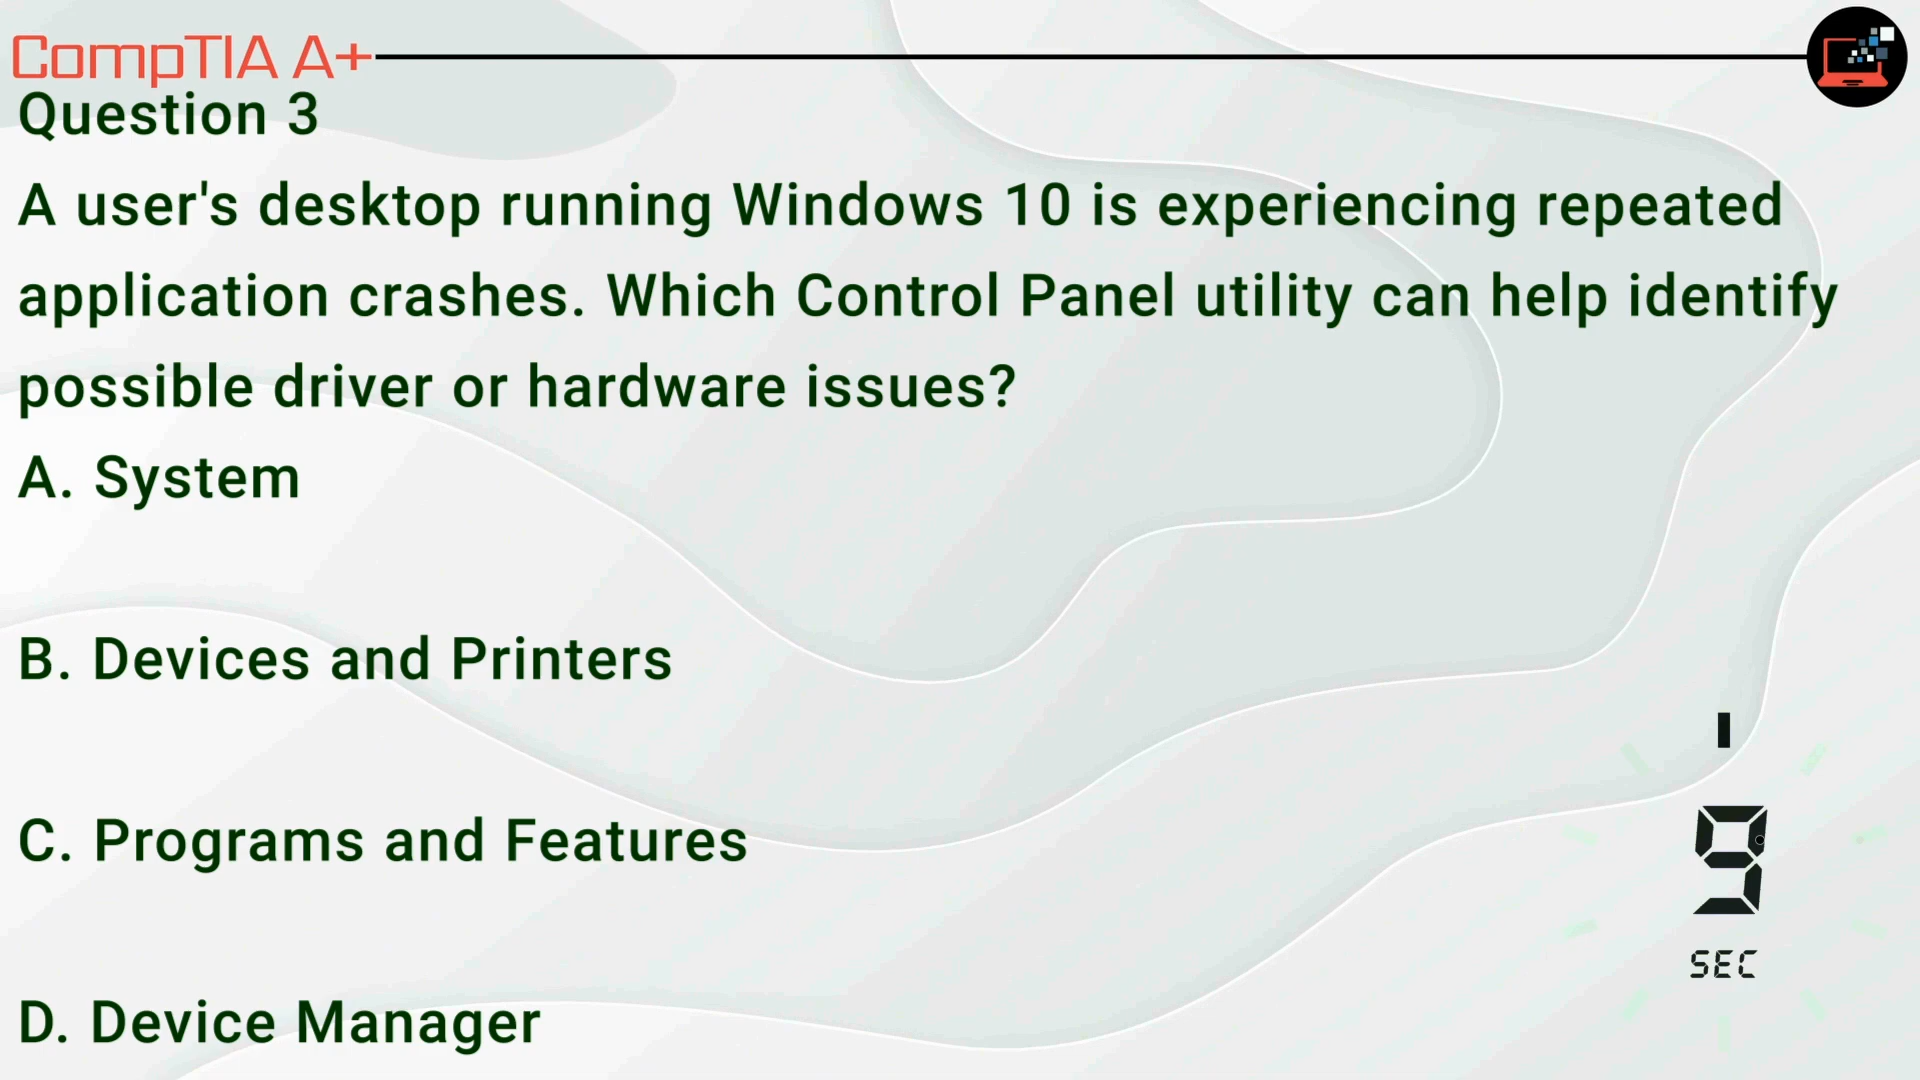 CompTIA A+
Question 3
A user's desktop running Windows 10 is experiencing repeated
application crashes. Which Control Panel utility can help identify
possible driver or hardware issues?
A. System
B. Devices and Printers
C. Programs and Features
D. Device Manager
9
SEC